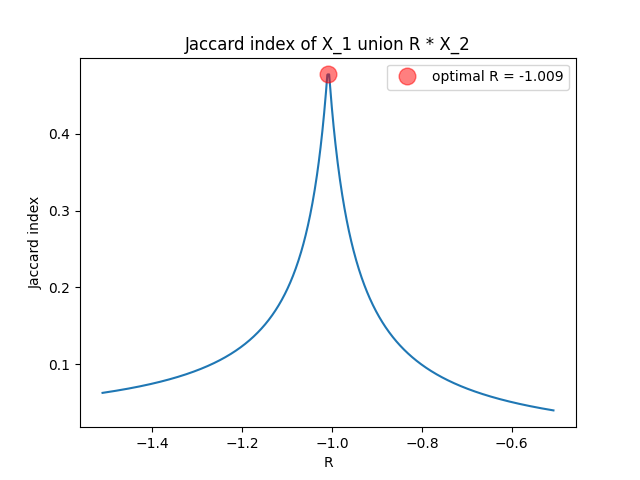 Jaccard index of X_1 union R * X_2
optimal R = -1.009
Jaccard index
0.4
0.3
0.2
0.1
−1.4
−1.2
−1.0
−0.8
−0.6
R